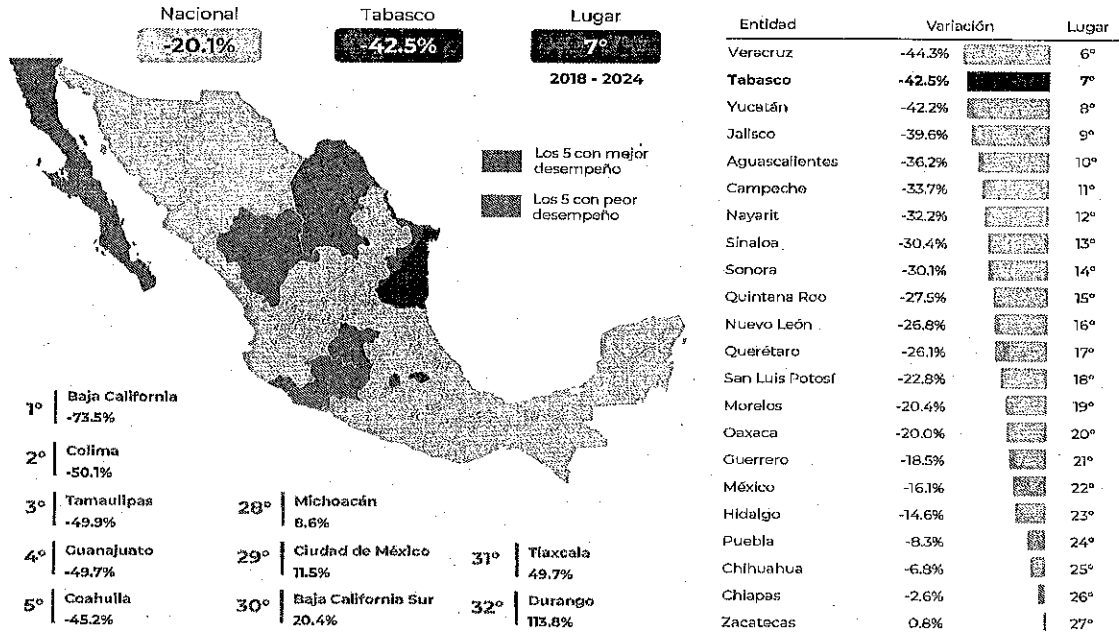 Nacional
-20.1%
Tabasco
-42.5%
Lugar
7°
2018 - 2024
Los 5 con mejor
desempeño
Los 5 con peor
desempeño
1° Baja California
-73.5%
2° Colima
-50.1%
3° Tamaulipas
-49.9%
4° Guanajuato
-49.7%
5° Coahuila
-45.2%
28° Michoacán
8.6%
29° Ciudad de México
11.5%
30° Baja California Sur
20.4%
31° Tlaxcala
49.7%
32° Durango
113.8%
Entidad Variación Lugar
Veracruz -44.3% 6°
Tabasco -42.5% 7°
Yucatán -42.2% 8°
Jalisco -39.6% 9°
Aguascalientes -36.2% 10°
Campeche -33.7% 11°
Nayarit -32.2% 12°
Sinaloa -30.4% 13°
Sonora -30.1% 14°
Quintana Roo -27.5% 15°
Nuevo León -26.8% 16°
Querétaro -26.1% 17°
San Luis Potosí -22.8% 18°
Morelos -20.4% 19°
Oaxaca -20.0% 20°
Guerrero -18.5% 21°
México -16.1% 22°
Hidalgo -14.6% 23°
Puebla -8.3% 24°
Chihuahua -6.8% 25°
Chiapas -2.6% 26°
Zacatecas 0.8% 27°